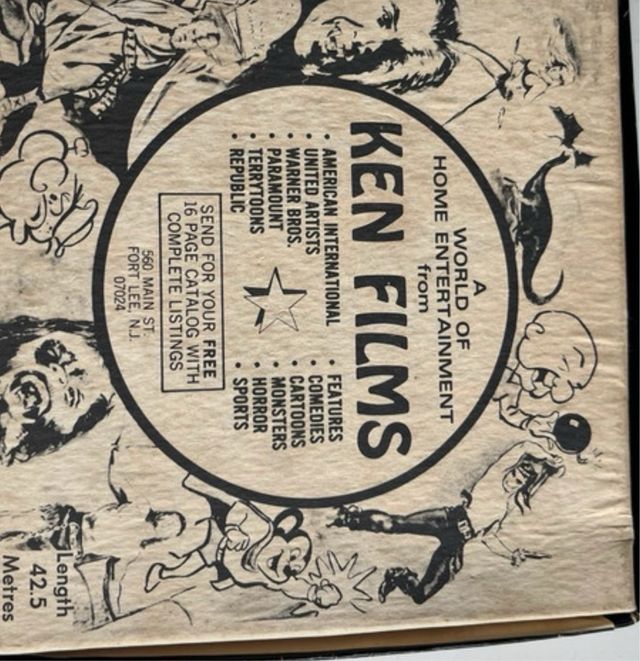 A
WORLD OF
HOME ENTERTAINMENT
from
KEN FILMS
• AMERICAN INTERNATIONAL
• UNITED ARTISTS
• WARNER BROS.
• PARAMOUNT
• TERRYTOONS
• REPUBLIC
• FEATURES
• COMEDIES
• CARTOONS
• MONSTERS
• HORROR
• SPORTS
SEND FOR YOUR FREE
16 PAGE CATALOG WITH
COMPLETE LISTINGS
560 MAIN ST.
FORT LEE, N.J.
07024
Length
42.5
Metres